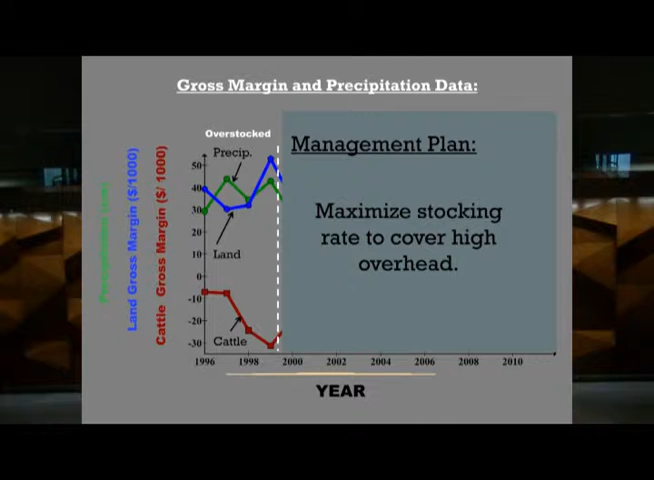 Gross Margin and Precipitation Data:
Overstocked
Management Plan:
Precip.
Maximize stocking
rate to cover high
overhead.
Land
Cattle
Land Gross Margin ($/1000)
Cattle Gross Margin ($/ 1000)
50
40
30
20
10
0
-10
-20
-30
1996 1998 2000 2002 2004 2006 2008 2010
YEAR